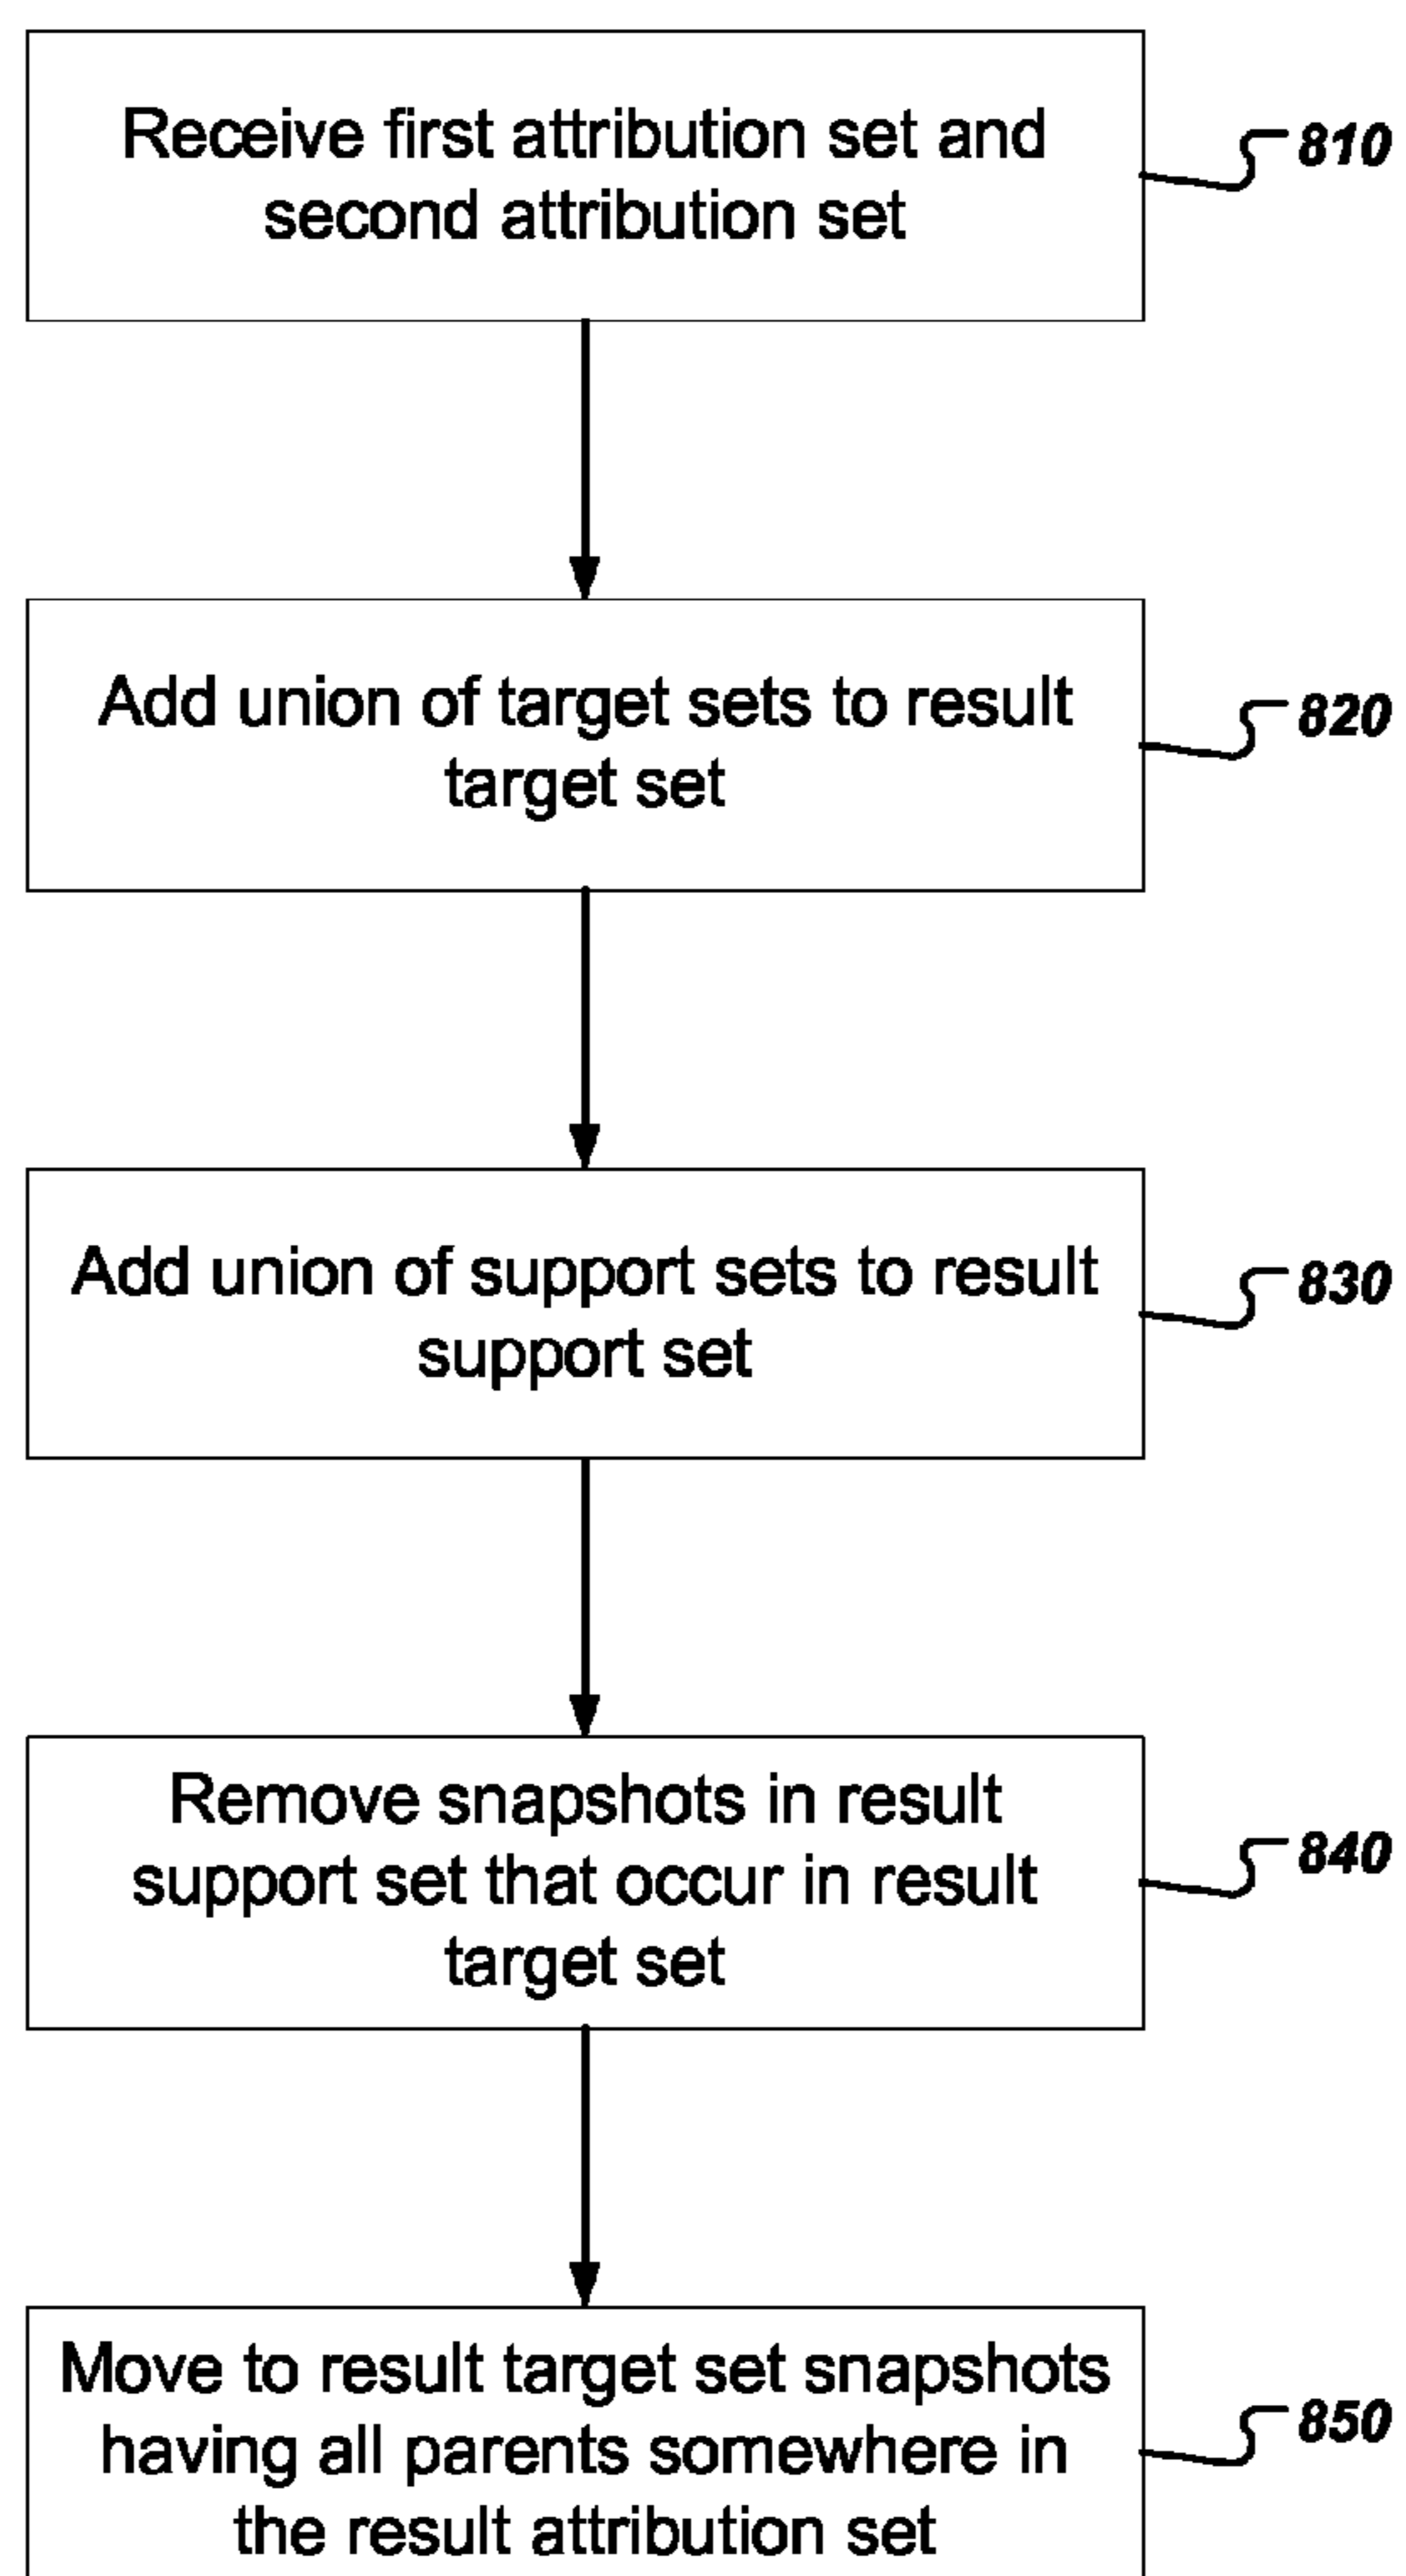 Receive first attribution set and
second attribution set
810
Add union of target sets to result
target set
820
Add union of support sets to result
support set
830
Remove snapshots in result
support set that occur in result
target set
840
Move to result target set snapshots
having all parents somewhere in
the result attribution set
850